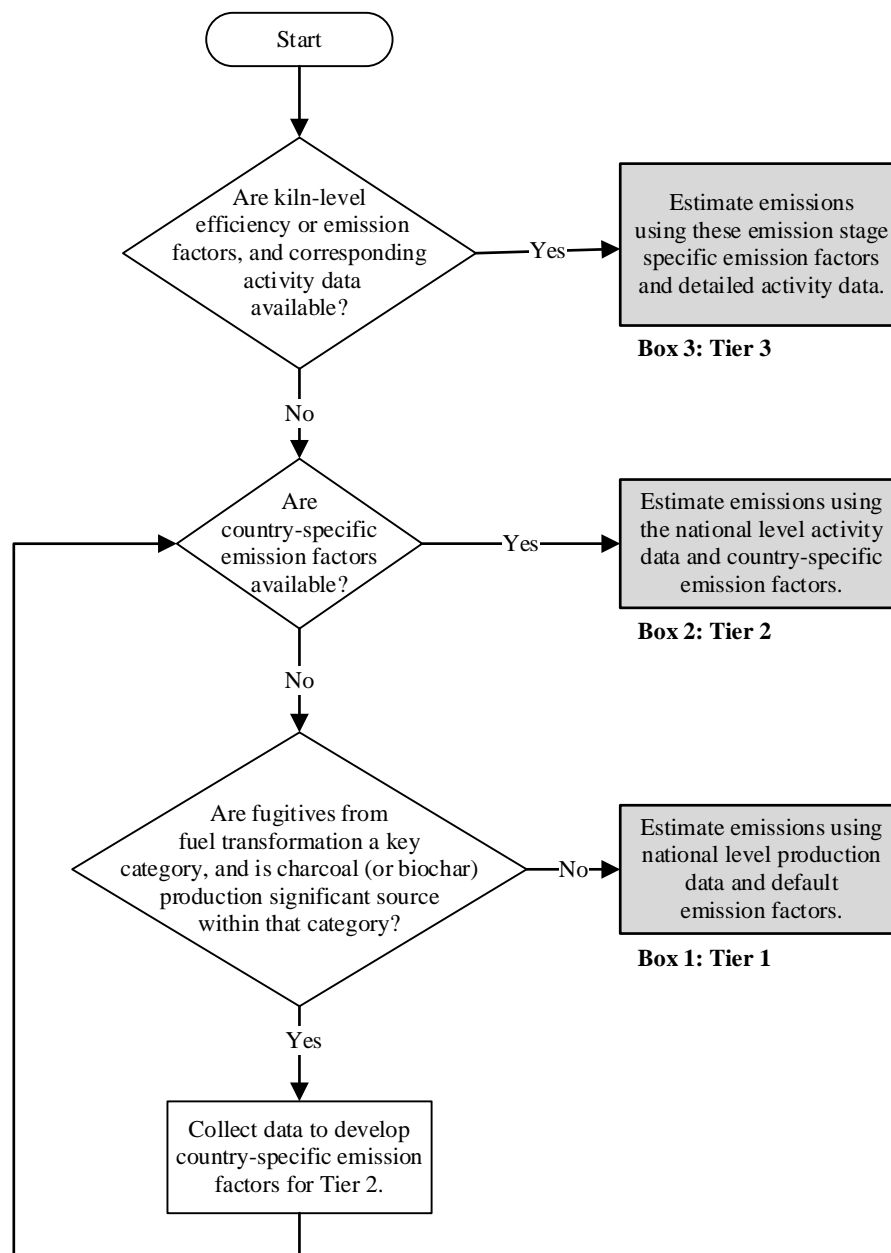 Start
Are kiln-level
efficiency or emission
factors, and corresponding
activity data
available?
Yes
Estimate emissions
using these emission stage
specific emission factors
and detailed activity data.
Box 3: Tier 3
No
Are
country-specific
emission factors
available?
Yes
Estimate emissions using
the national level activity
data and country-specific
emission factors.
Box 2: Tier 2
No
Are fugitives from
fuel transformation a key
category, and is charcoal (or biochar)
production significant source
within that category?
No
Estimate emissions using
national level production
data and default
emission factors.
Box 1: Tier 1
Yes
Collect data to develop
country-specific emission
factors for Tier 2.